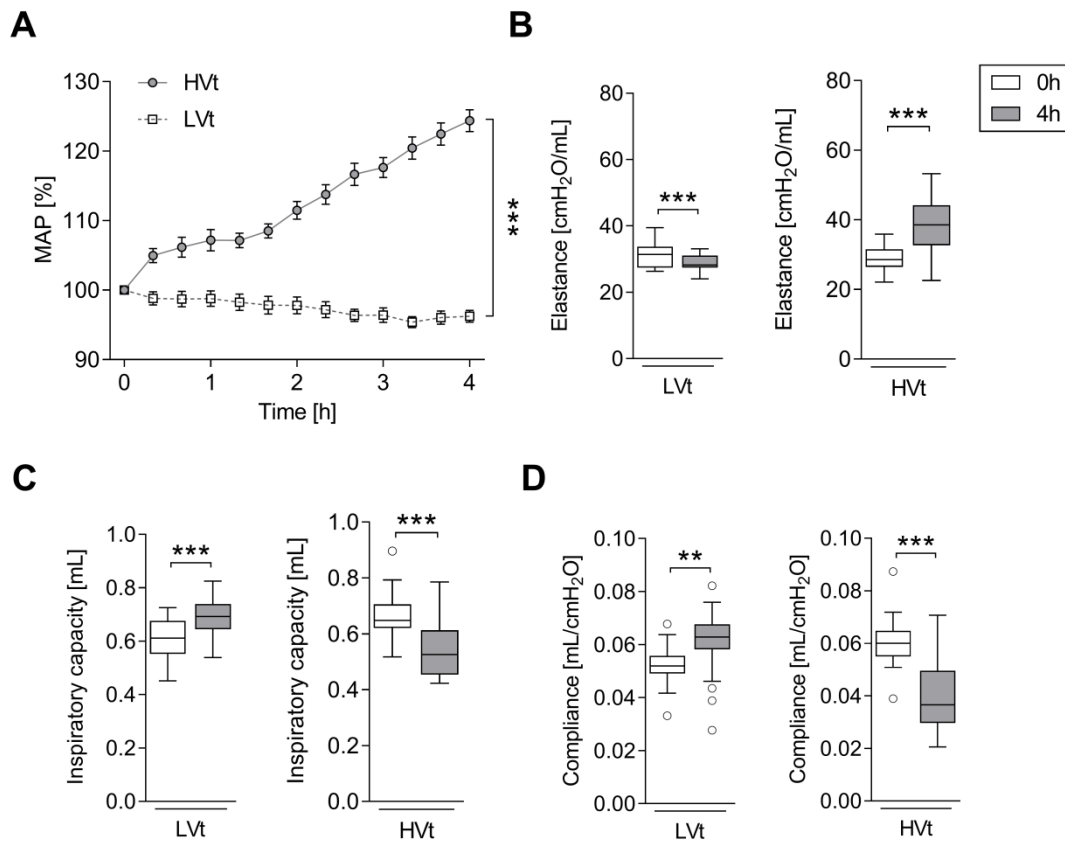 A
HVt
LVt
MAP [%]
130
120
110
100
90
0
1
2
3
4
Time [h]
***
B
Elastance [cmH₂O/mL]
80
60
40
20
0
***
LVt
Elastance [cmH₂O/mL]
80
60
40
20
0
***
HVt
0h
4h
C
Inspiratory capacity [mL]
1.0
0.8
0.6
0.4
0.2
0.0
***
LVt
Inspiratory capacity [mL]
1.0
0.8
0.6
0.4
0.2
0.0
***
HVt
D
Compliance [mL/cmH₂O]
0.10
0.08
0.06
0.04
0.02
0.00
**
LVt
Compliance [mL/cmH₂O]
0.10
0.08
0.06
0.04
0.02
0.00
***
HVt